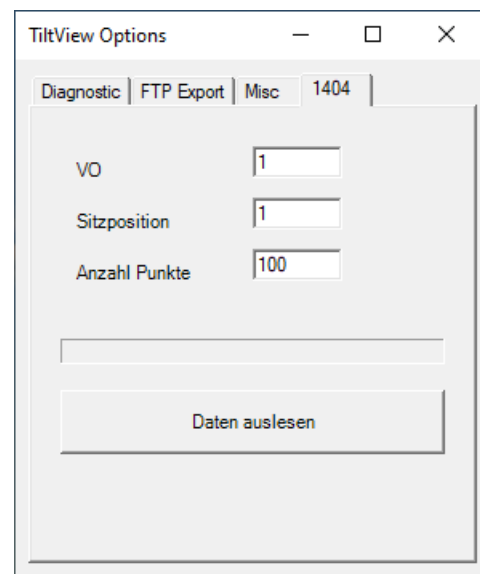 TiltView Options
Diagnostic FTP Export Misc 1404
VO 1
Sitzposition 1
Anzahl Punkte 100
Daten auslesen